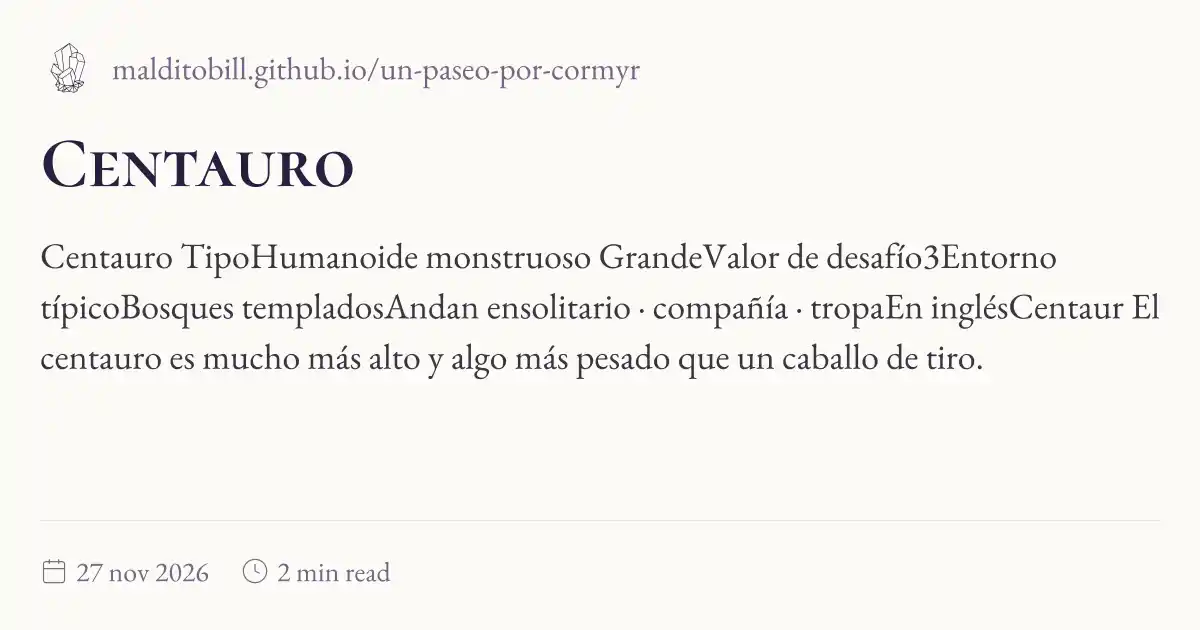 malditobill.github.io/un-paseo-por-cormyr
Centauro
Centauro TipoHumanoide monstruoso GrandeValor de desafío3Entorno
típicoBosques templadosAndan ensolitario · compañía · tropaEn inglésCentaur El
centauro es mucho más alto y algo más pesado que un caballo de tiro.
27 nov 2026
2 min read